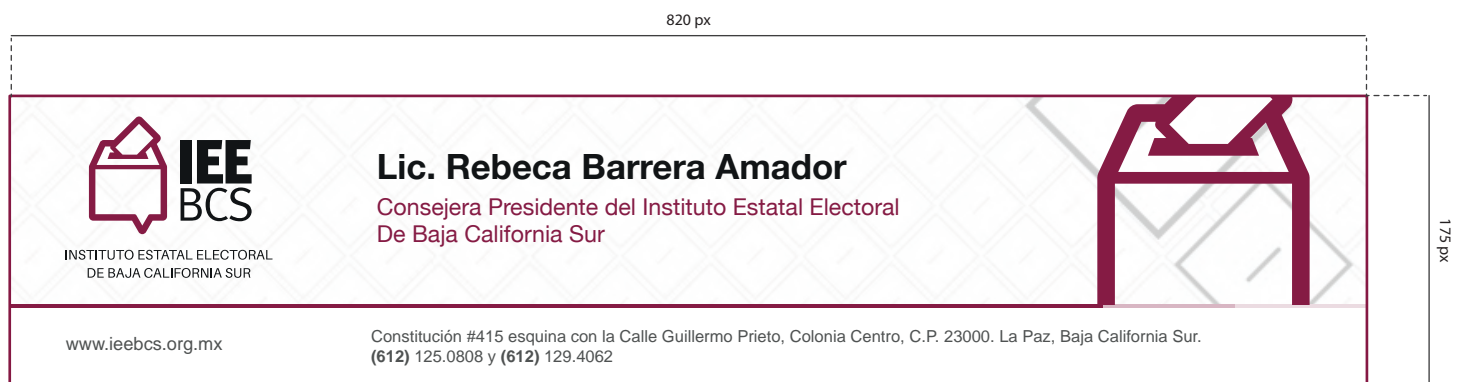 820 px
IEE
BCS
INSTITUTO ESTATAL ELECTORAL
DE BAJA CALIFORNIA SUR
Lic. Rebeca Barrera Amador
Consejera Presidente del Instituto Estatal Electoral
De Baja California Sur
175 px
www.ieebcs.org.mx
Constitución #415 esquina con la Calle Guillermo Prieto, Colonia Centro, C.P. 23000. La Paz, Baja California Sur.
(612) 125.0808 y (612) 129.4062